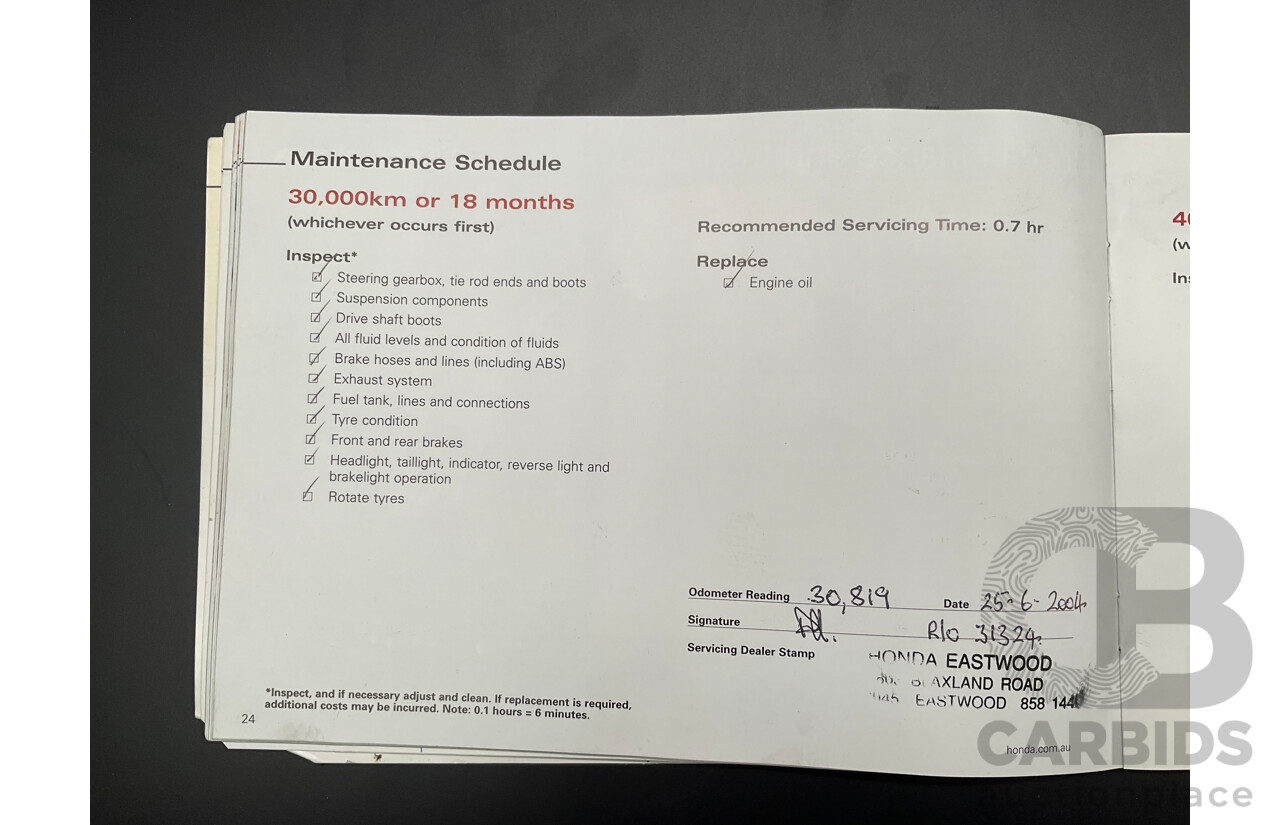 Maintenance Schedule
30,000km or 18 months
(whichever occurs first)
Inspect*
Steering gearbox, tie rod ends and boots
Suspension components
Drive shaft boots
All fluid levels and condition of fluids
Brake hoses and lines (including ABS)
Exhaust system
Fuel tank, lines and connections
Tyre condition
Front and rear brakes
Headlight, taillight, indicator, reverse light and
brakelight operation
Rotate tyres
Recommended Servicing Time: 0.7 hr
Replace
Engine oil
Odometer Reading 30,819 Date 25-6-2004
Signature R/O 31324
Servicing Dealer Stamp
HONDA EASTWOOD
BLAXLAND ROAD
EASTWOOD 858 144
*Inspect, and if necessary adjust and clean. If replacement is required,
additional costs may be incurred. Note: 0.1 hours = 6 minutes.
24
honda.com.au
(w
CARBIDS
auctionplace